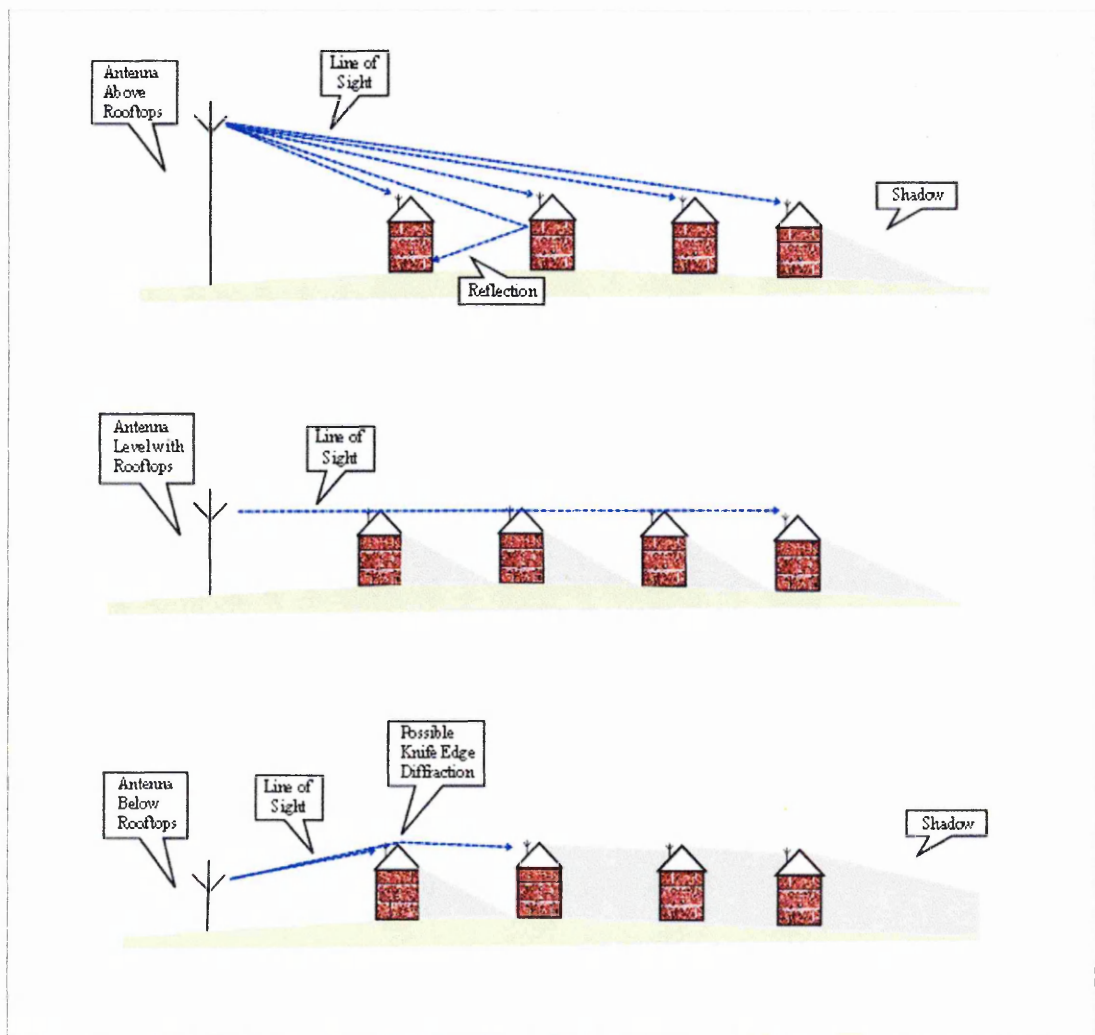 Antenna
Above
Rooftops
Line of
Sight
Shadow
Reflection
Antenna
Level with
Rooftops
Line of
Sight
Possible
Knife Edge
Diffraction
Antenna
Below
Rooftops
Line of
Sight
Shadow